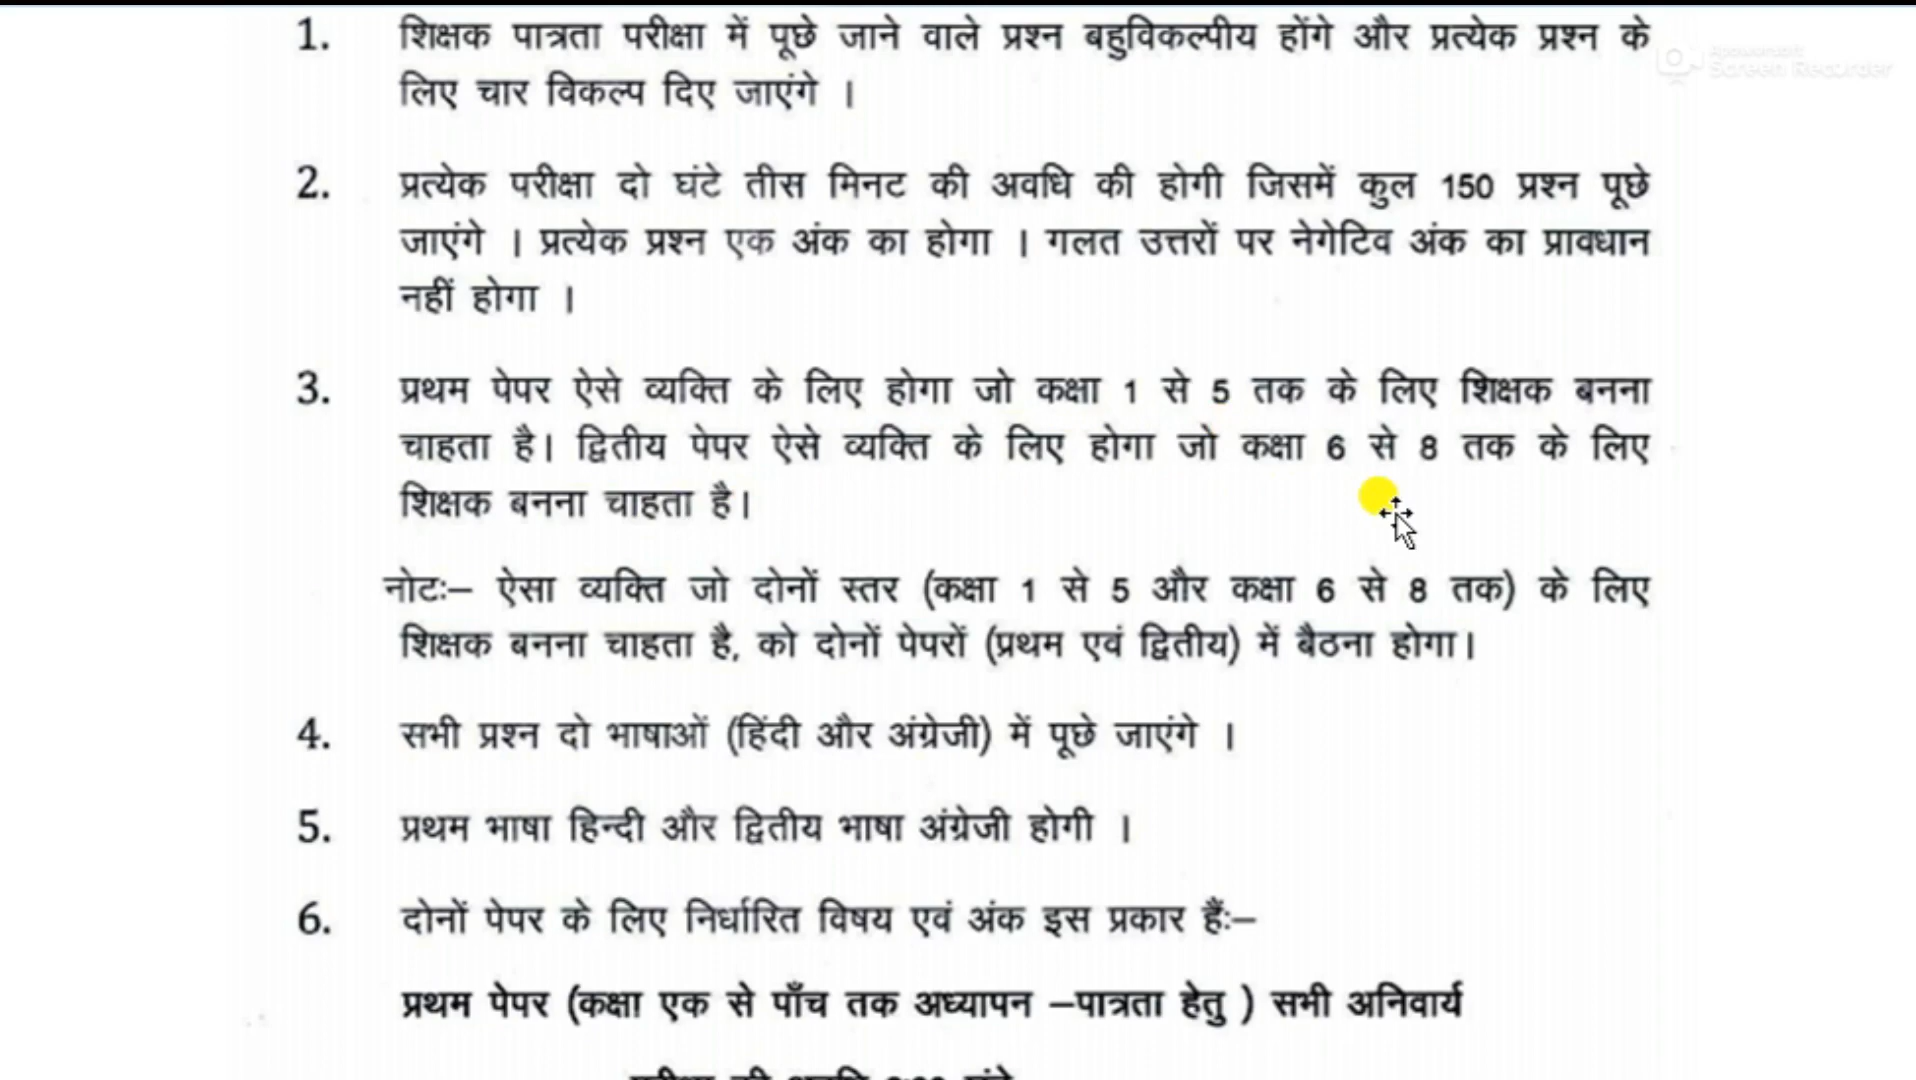 1. शिक्षक पात्रता परीक्षा में पूछे जाने वाले प्रश्न बहुविकल्पीय होंगे और प्रत्येक प्रश्न के
लिए चार विकल्प दिए जाएंगे ।
Apowersoft
Screen Recorder
2. प्रत्येक परीक्षा दो घंटे तीस मिनट की अवधि की होगी जिसमें कुल 150 प्रश्न पूछे
जाएंगे । प्रत्येक प्रश्न एक अंक का होगा । गलत उत्तरों पर नेगेटिव अंक का प्रावधान
नहीं होगा ।
3. प्रथम पेपर ऐसे व्यक्ति के लिए होगा जो कक्षा 1 से 5 तक के लिए शिक्षक बनना
चाहता है। द्वितीय पेपर ऐसे व्यक्ति के लिए होगा जो कक्षा 6 से 8 तक के लिए
शिक्षक बनना चाहता है।
नोटः– ऐसा व्यक्ति जो दोनों स्तर (कक्षा 1 से 5 और कक्षा 6 से 8 तक) के लिए
शिक्षक बनना चाहता है, को दोनों पेपरों (प्रथम एवं द्वितीय) में बैठना होगा।
4. सभी प्रश्न दो भाषाओं (हिंदी और अंग्रेजी) में पूछे जाएंगे ।
5. प्रथम भाषा हिन्दी और द्वितीय भाषा अंग्रेजी होगी ।
6. दोनों पेपर के लिए निर्धारित विषय एवं अंक इस प्रकार हैंः–
प्रथम पेपर (कक्षा एक से पाँच तक अध्यापन –पात्रता हेतु ) सभी अनिवार्य